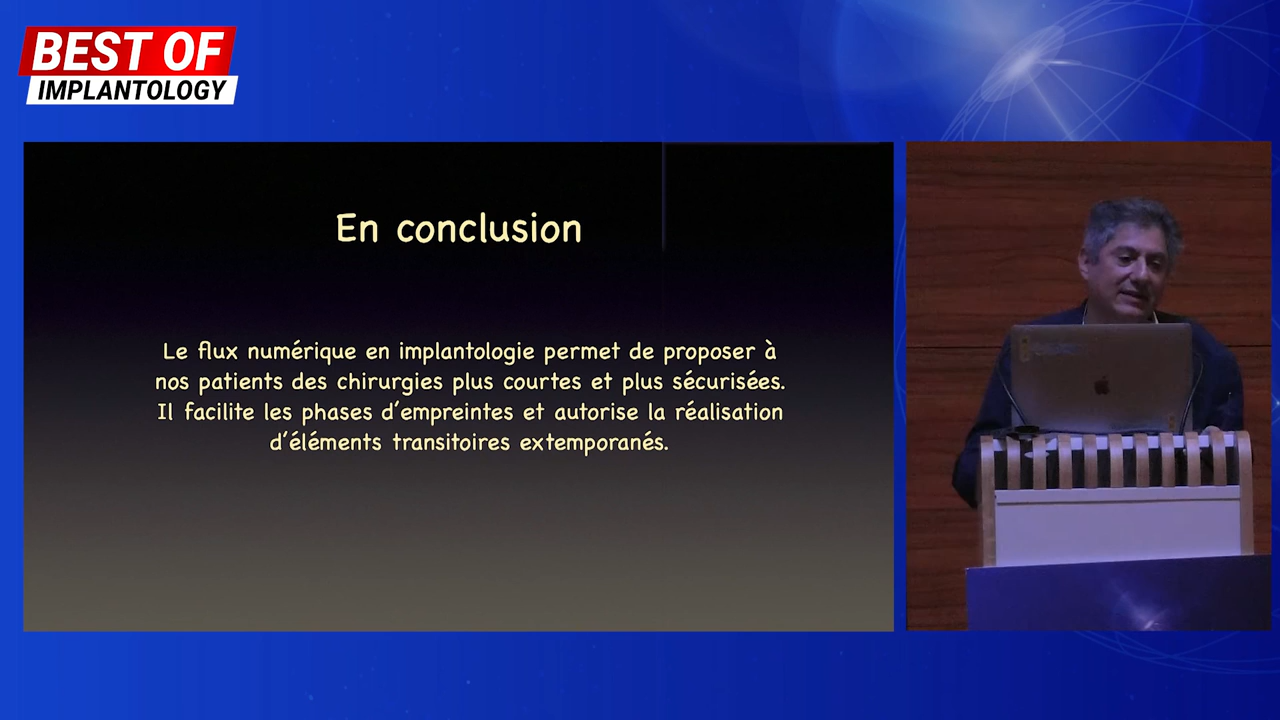 BEST OF
IMPLANTOLOGY
En conclusion
Le flux numérique en implantologie permet de proposer à
nos patients des chirurgies plus courtes et plus sécurisées.
Il facilite les phases d'empreintes et autorise la réalisation
d'éléments transitoires extemporanés.